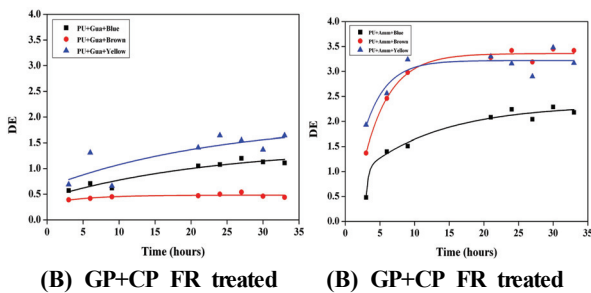 (B)
4.0
3.5
3.0
2.5
2.0
1.5
1.0
0.5
0.0
DE
PU+Gua+Blue
PU+Gua+Brown
PU+Gua+Yellow
0 5 10 15 20 25 30 35
Time (hours)
(B) GP+CP FR treated
4.0
3.5
3.0
2.5
2.0
1.5
1.0
0.5
0.0
DE
PU+Amm+Blue
PU+Amm+Brown
PU+Amm+Yellow
0 5 10 15 20 25 30 35
Time (hours)
(B) GP+CP FR treated